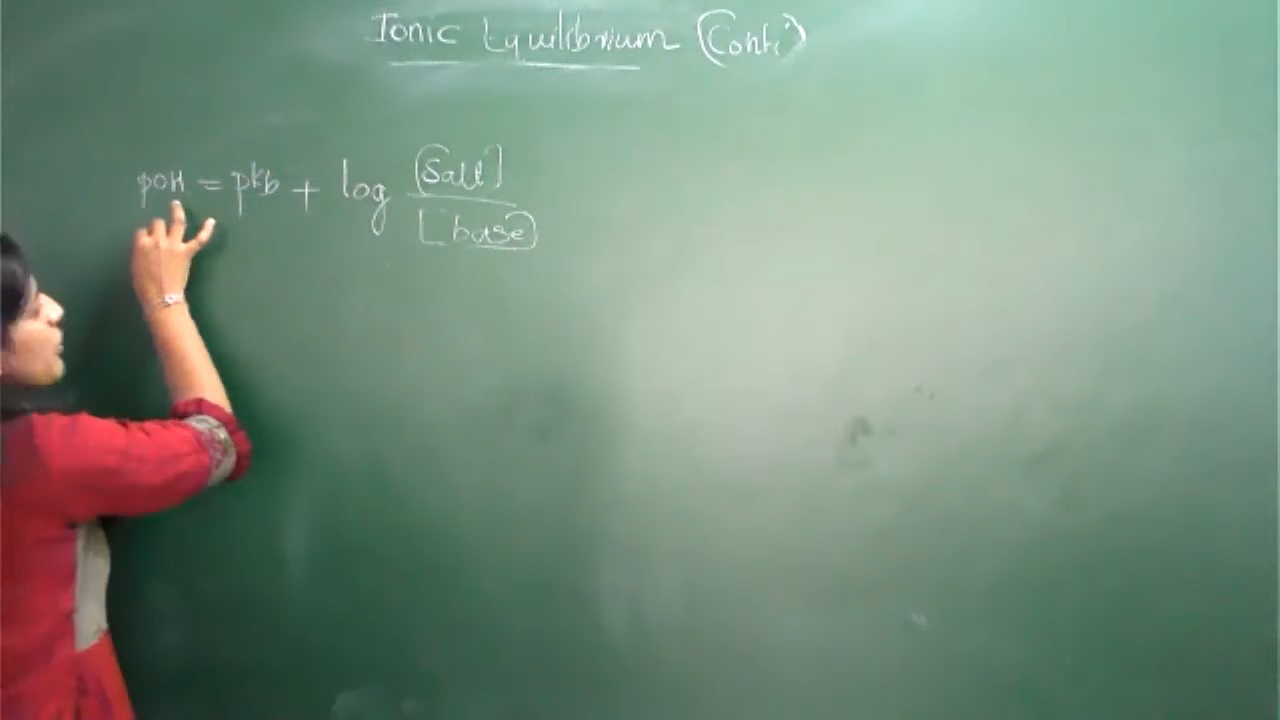 Ionic Equilibrium (Conti)
pOH = pkb + log [Salt] / [base]